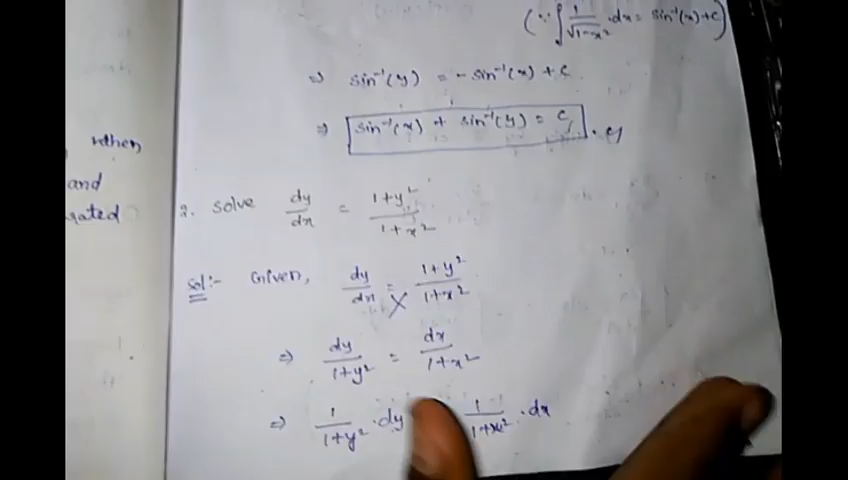 (∵ ∫ 1/√1-x² · dx = sin⁻¹(x)+c)
⇒ sin⁻¹(y) = - sin⁻¹(x) + c
⇒ sin⁻¹(x) + sin⁻¹(y) = c
when
and
rated
2. Solve dy/dx = 1+y²/1+x²
Sol:- Given, dy/dx = 1+y²/1+x²
⇒ dy/1+y² = dx/1+x²
⇒ 1/1+y² · dy 1/1+x² · dx